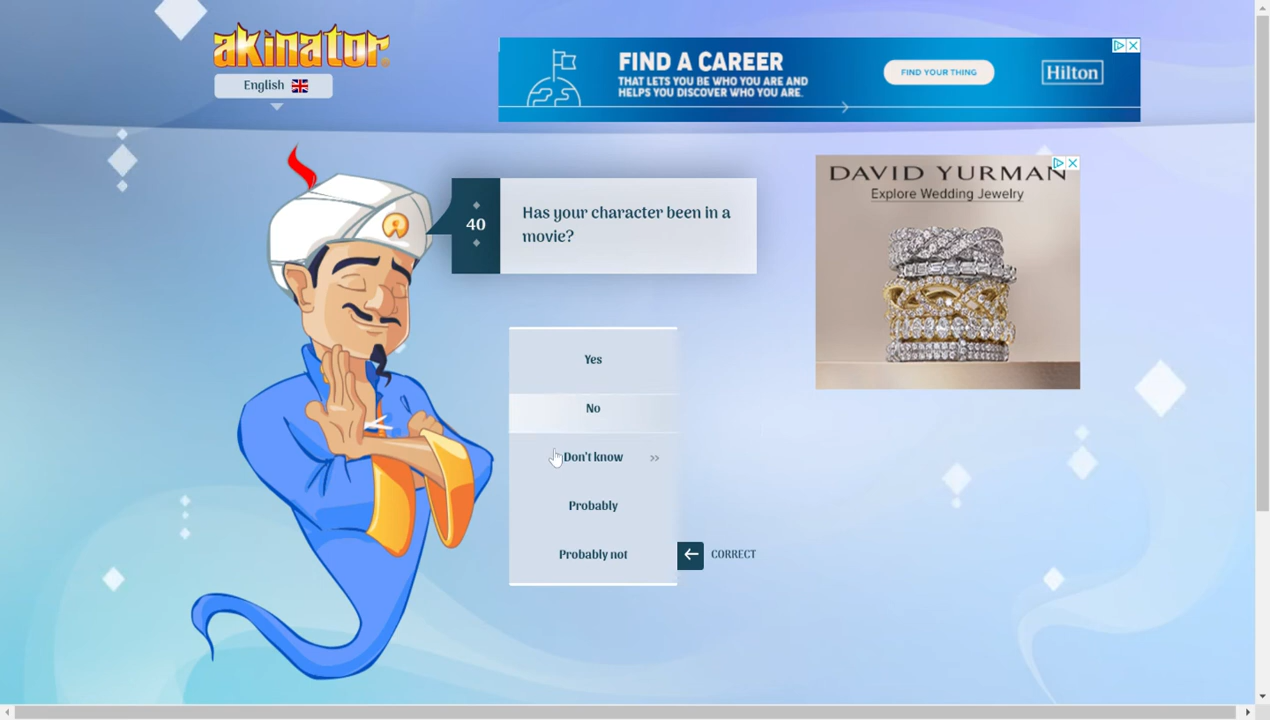 akinator
English
FIND A CAREER
THAT LETS YOU BE WHO YOU ARE AND
HELPS YOU DISCOVER WHO YOU ARE.
FIND YOUR THING
Hilton
40
Has your character been in a
movie?
DAVID YURMAN
Explore Wedding Jewelry
Yes
No
Don't know
Probably
Probably not
CORRECT